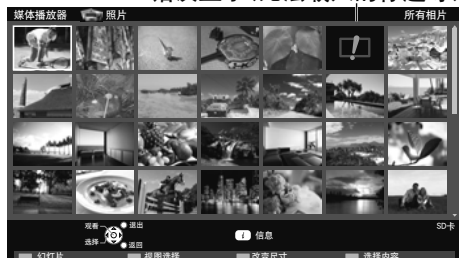 媒体播放器 照片 所有相片
观看 退出
选择 返回
i 信息
SD卡
幻灯片 视图选择 改变尺寸 选择内容